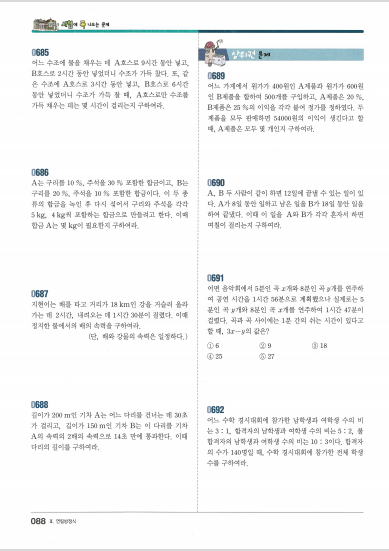 시험에 꼭 나오는 문제
0685
어느 수조에 물을 채우는 데 A호스로 9시간 동안 넣고,
B호스로 2시간 동안 넣었더니 수조가 가득 찼다. 또, 같
은 수조에 A호스로 3시간 동안 넣고, B호스로 6시간
동안 넣었더니 수조가 가득 찰 때, A호스로만 수조를
가득 채우는 데는 몇 시간이 걸리는지 구하여라.
0686
A는 구리를 10 %, 주석을 30 % 포함한 합금이고, B는
구리를 20 %, 주석을 10 % 포함한 합금이다. 이 두 종
류의 합금을 녹인 후 다시 섞어서 구리와 주석을 각각
5 kg, 4 kg씩 포함하는 합금으로 만들려고 한다. 이때
합금 A는 몇 kg이 필요한지 구하여라.
0687
지현이는 배를 타고 거리가 18 km인 강을 거슬러 올라
가는 데 2시간, 내려오는 데 1시간 30분이 걸렸다. 이때
정지한 물에서의 배의 속력을 구하여라.
(단, 배와 강물의 속력은 일정하다.)
0688
길이가 200 m인 기차 A는 어느 다리를 건너는 데 30초
가 걸리고, 길이가 150 m인 기차 B는 이 다리를 기차
A의 속력의 2배의 속력으로 14초 만에 통과한다. 이때
다리의 길이를 구하여라.
088 Ⅱ. 연립방정식
상위권 문제
0689
어느 가게에서 원가가 400원인 A제품과 원가가 600원
인 B제품을 합하여 500개를 구입하고, A제품은 20 %,
B제품은 25 %의 이익을 각각 붙여 정가를 정하였다. 두
제품을 모두 판매하면 54000원의 이익이 생긴다고 할
때, A제품은 모두 몇 개인지 구하여라.
0690
A, B 두 사람이 같이 하면 12일에 끝낼 수 있는 일이 있
다. A가 8일 동안 일하고 남은 일을 B가 18일 동안 일을
하여 끝냈다. 이때 이 일을 A와 B가 각각 혼자서 하면
며칠이 걸리는지 구하여라.
0691
어떤 음악회에서 5분인 곡 x개와 8분인 곡 y개를 연주하
여 공연 시간을 1시간 56분으로 계획했으나 실제로는 5
분인 곡 y개와 8분인 곡 x개를 연주하여 1시간 47분이
걸렸다. 곡과 곡 사이에는 1분 간의 쉬는 시간이 있다고
할 때, 3x−y의 값은?
① 6 ② 9 ③ 18
④ 25 ⑤ 27
0692
어느 수학 경시대회에 참가한 남학생과 여학생 수의 비
는 3 : 1, 합격자의 남학생과 여학생 수의 비는 5 : 2, 불
합격자의 남학생과 여학생 수의 비는 10 : 3이다. 합격자
의 수가 140명일 때, 수학 경시대회에 참가한 전체 학생
수를 구하여라.